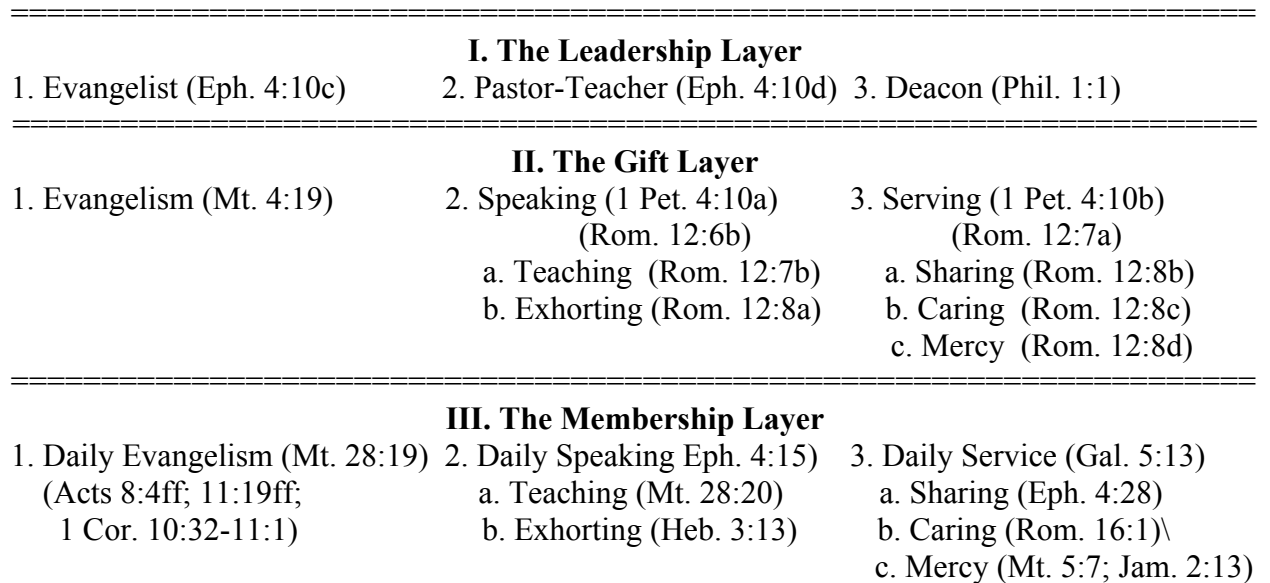 =====================================================================
I. The Leadership Layer
1. Evangelist (Eph. 4:10c) 2. Pastor-Teacher (Eph. 4:10d) 3. Deacon (Phil. 1:1)
=====================================================================
II. The Gift Layer
1. Evangelism (Mt. 4:19) 2. Speaking (1 Pet. 4:10a) 3. Serving (1 Pet. 4:10b)
(Rom. 12:6b) (Rom. 12:7a)
a. Teaching (Rom. 12:7b) a. Sharing (Rom. 12:8b)
b. Exhorting (Rom. 12:8a) b. Caring (Rom. 12:8c)
c. Mercy (Rom. 12:8d)
=====================================================================
III. The Membership Layer
1. Daily Evangelism (Mt. 28:19) 2. Daily Speaking Eph. 4:15) 3. Daily Service (Gal. 5:13)
(Acts 8:4ff; 11:19ff; a. Teaching (Mt. 28:20) a. Sharing (Eph. 4:28)
1 Cor. 10:32-11:1) b. Exhorting (Heb. 3:13) b. Caring (Rom. 16:1)\
c. Mercy (Mt. 5:7; Jam. 2:13)